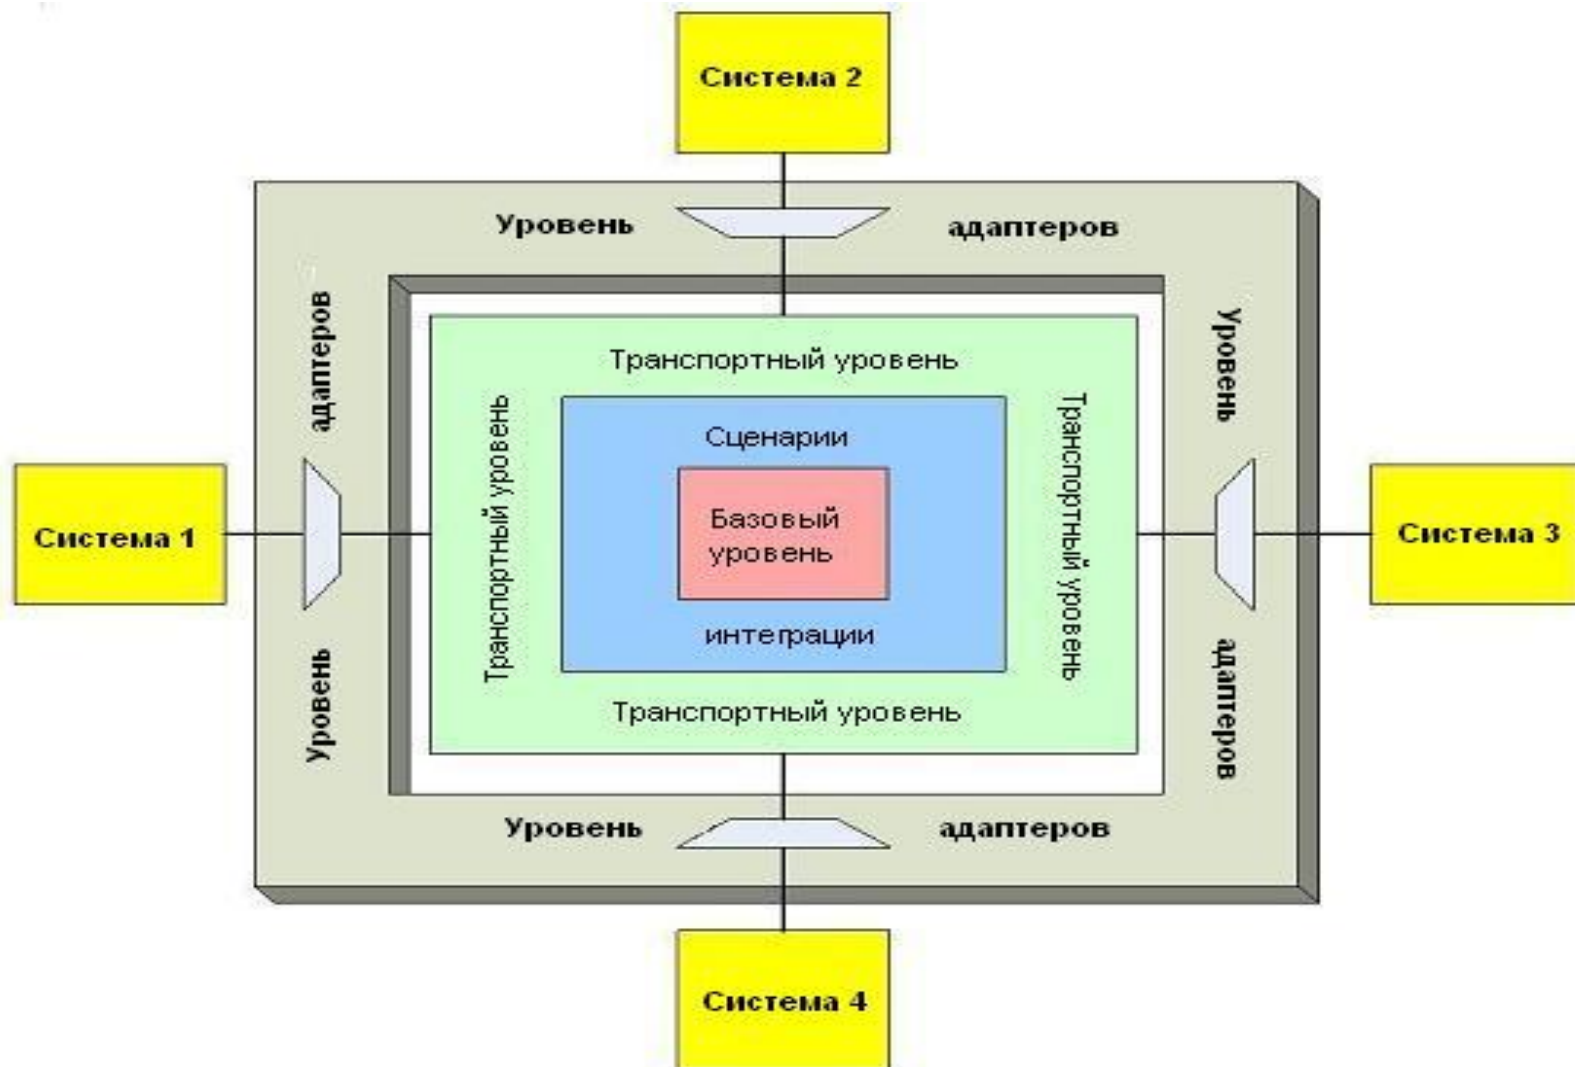 Система 2
Уровень адаптеров
адаптеров
Уровень
Транспортный уровень
Транспортный уровень
Сценарии
Транспортный уровень
Система 1
Базовый
уровень
Система 3
интеграции
Уровень
адаптеров
Транспортный уровень
Уровень адаптеров
Система 4